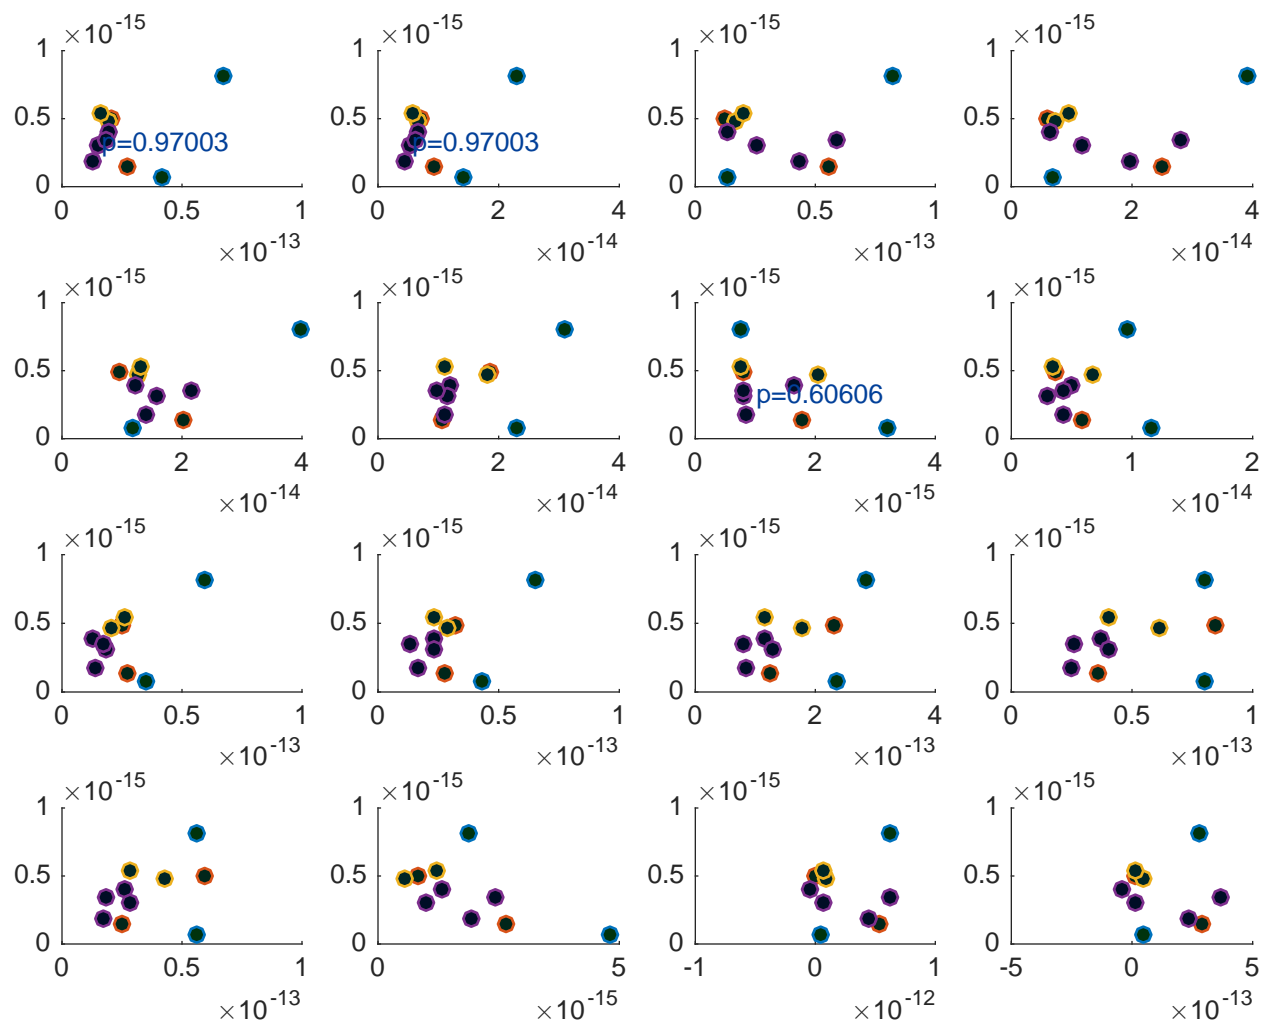 ×10-15 ×10-15 ×10-15 ×10-15
1 1 1 1
0.5 0.5 0.5 0.5
p=0.97003 p=0.97003
0 0 0 0
0 0.5 1 0 2 4 0 0.5 1 0 2 4
×10-13 ×10-14 ×10-13 ×10-14
×10-15 ×10-15 ×10-15 ×10-15
1 1 1 1
0.5 0.5 0.5 0.5
p=0.60606
0 0 0 0
0 2 4 0 2 4 0 2 4 0 1 2
×10-14 ×10-14 ×10-15 ×10-14
×10-15 ×10-15 ×10-15 ×10-15
1 1 1 1
0.5 0.5 0.5 0.5
0 0 0 0
0 0.5 1 0 0.5 1 0 2 4 0 0.5 1
×10-13 ×10-13 ×10-13 ×10-13
×10-15 ×10-15 ×10-15 ×10-15
1 1 1 1
0.5 0.5 0.5 0.5
0 0 0 0
0 0.5 1 0 5 -1 0 1 -5 0 5
×10-13 ×10-15 ×10-12 ×10-13